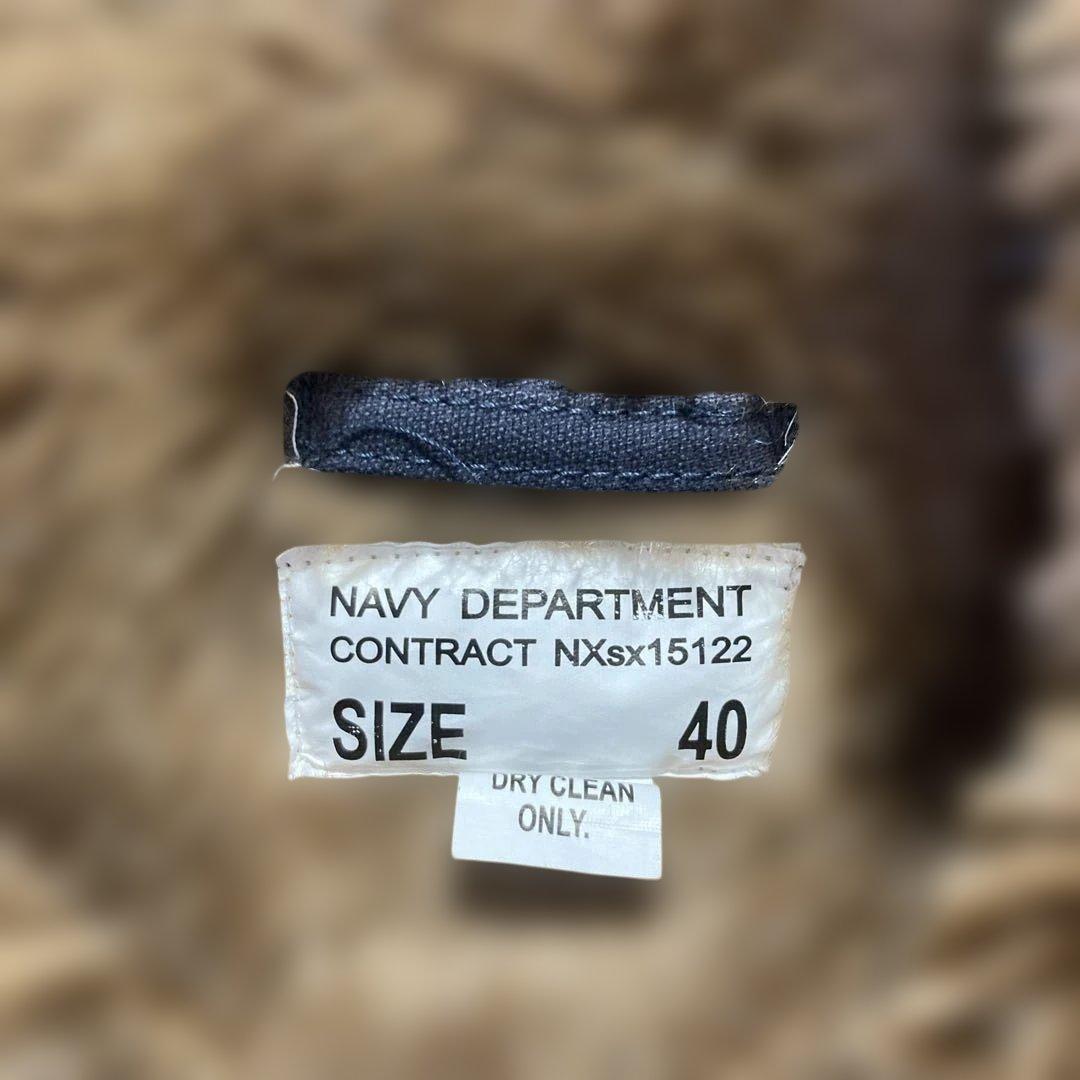 NAVY DEPARTMENT
CONTRACT NXsx15122
SIZE 40
DRY CLEAN
ONLY.